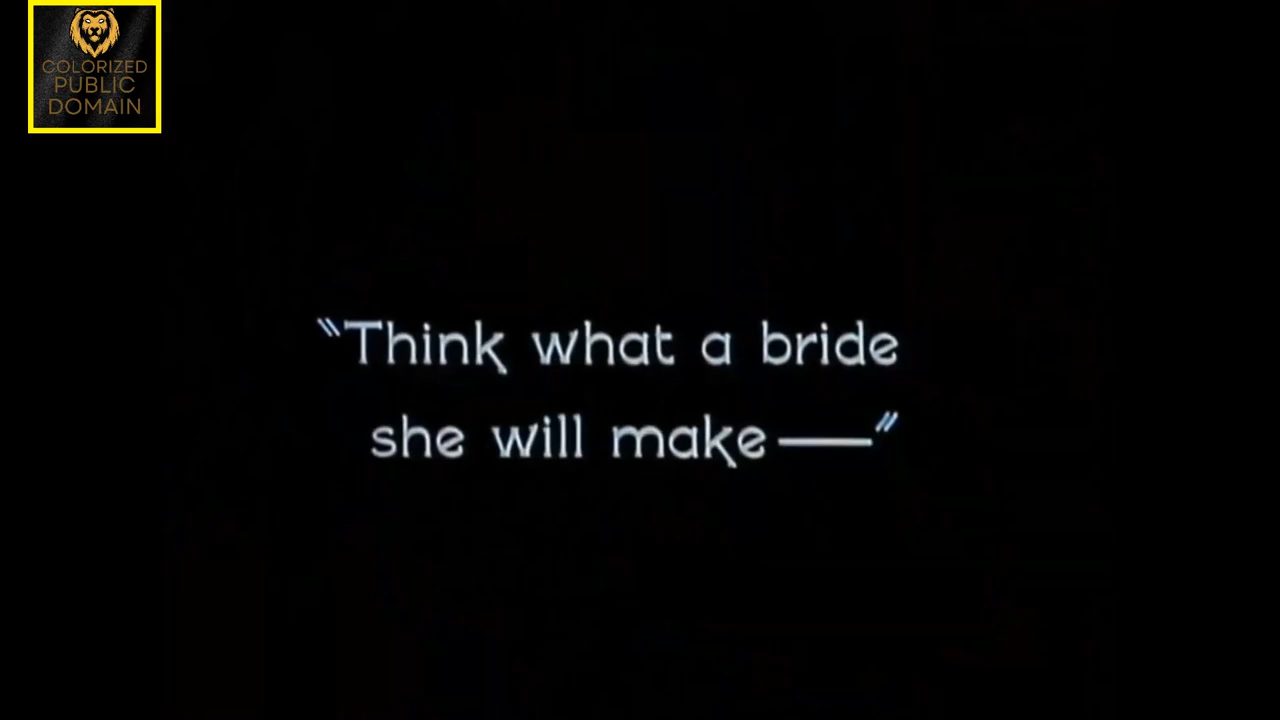 COLORIZED
PUBLIC
DOMAIN
"Think what a bride
she will make—"